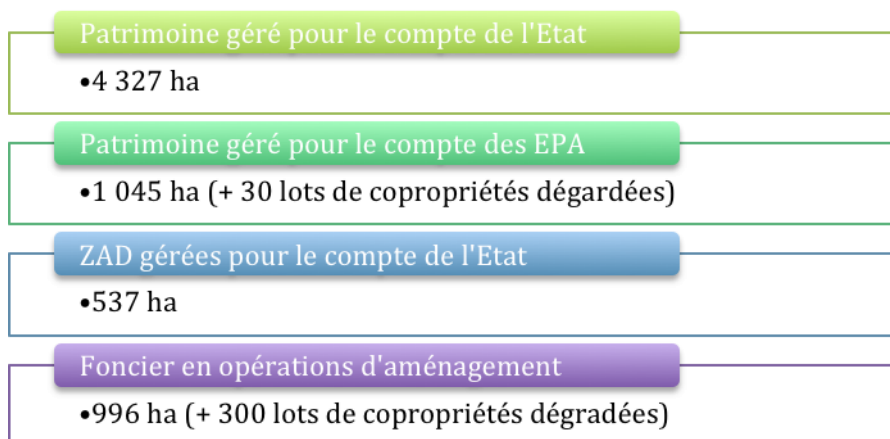 Patrimoine géré pour le compte de l'Etat
•4 327 ha
Patrimoine géré pour le compte des EPA
•1 045 ha (+ 30 lots de copropriétés dégardées)
ZAD gérées pour le compte de l'Etat
•537 ha
Foncier en opérations d'aménagement
•996 ha (+ 300 lots de copropriétés dégradées)